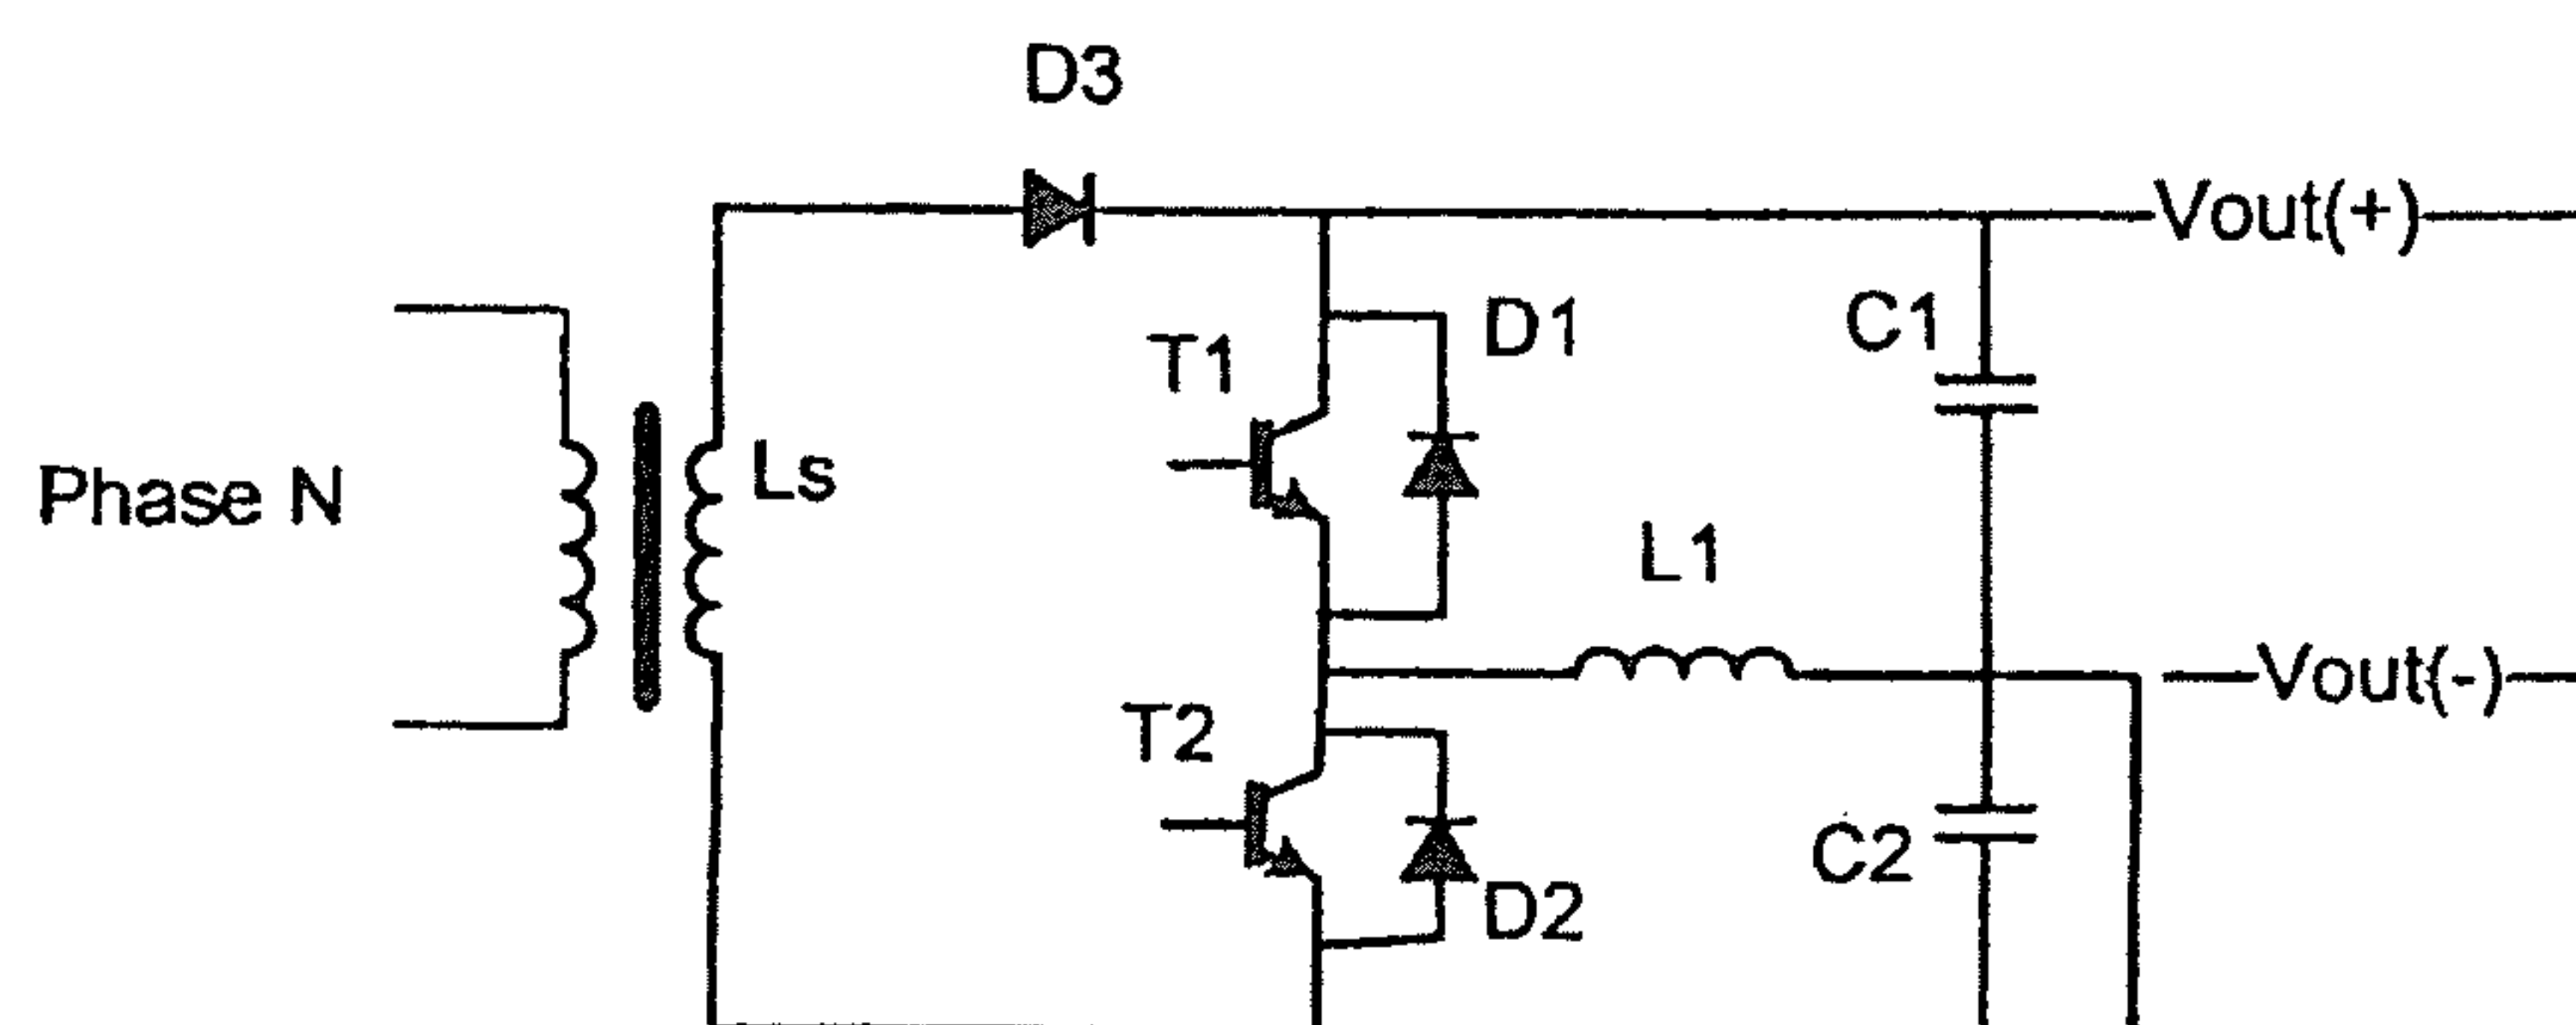 D3
Vout(+)
D1
C1
T1
Ls
Phase N
L1
Vout(-)
T2
C2
D2